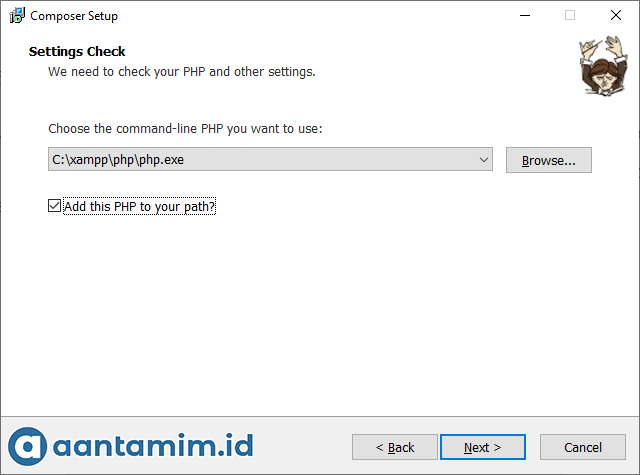 Composer Setup
Settings Check
We need to check your PHP and other settings.
Choose the command-line PHP you want to use:
C:\xampp\php\php.exe
Browse...
Add this PHP to your path?
aantamim.id
< Back
Next >
Cancel